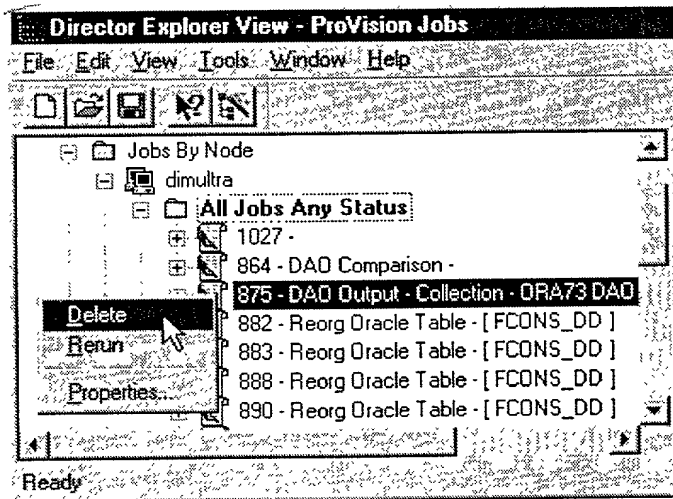 Director Explorer View - ProVision Jobs
File Edit View Tools Window Help
Jobs By Node
dimultra
All Jobs Any Status
1027 -
864 - DAO Comparison -
875 - DAO Output - Collection - ORA73 DAO
Delete
882 - Reorg Oracle Table - [ FCONS_DD ]
Rerun
883 - Reorg Oracle Table - [ FCONS_DD ]
888 - Reorg Oracle Table - [ FCONS_DD ]
Properties...
890 - Reorg Oracle Table - [ FCONS_DD ]
Ready